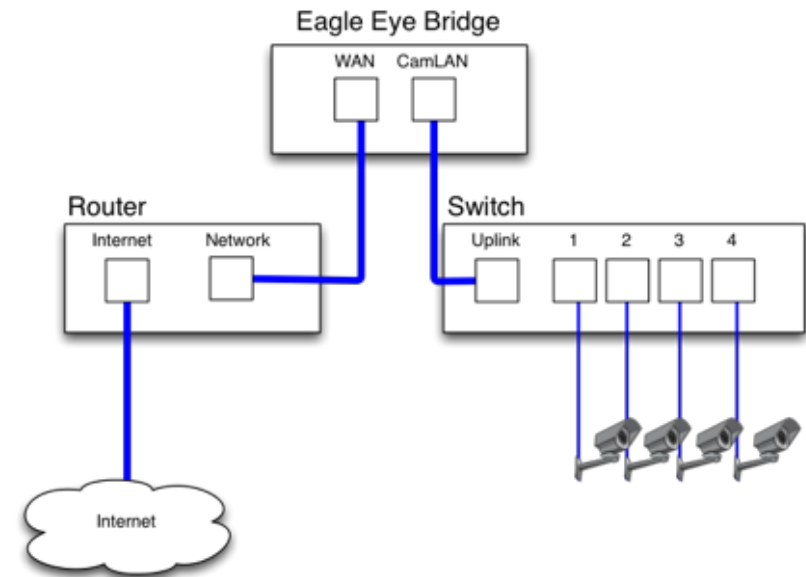 Eagle Eye Bridge
WAN CamLAN
Router
Internet Network
Switch
Uplink 1 2 3 4
Internet